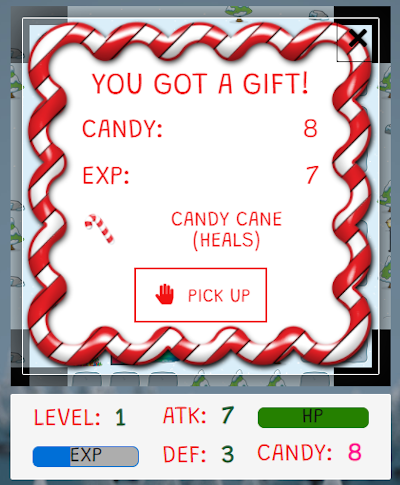 YOU GOT A GIFT!
CANDY: 8
EXP: 7
CANDY CANE
(HEALS)
PICK UP
LEVEL: 1 ATK: 7 HP
EXP DEF: 3 CANDY: 8